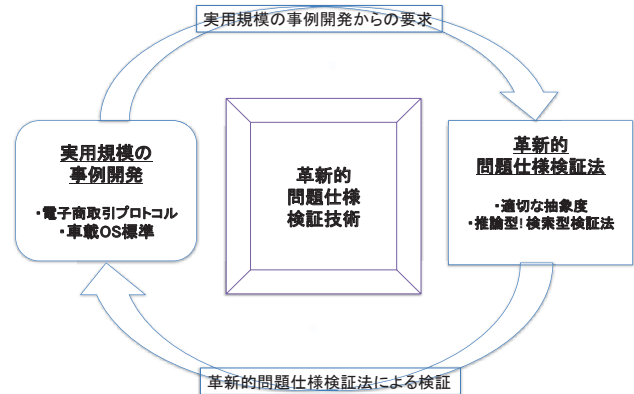 実用規模の事例開発からの要求
実用規模の
事例開発
・電子商取引プロトコル
・車載OS標準
革新的
問題仕様
検証技術
革新的
問題仕様検証法
・適切な抽象度
・推論型!検索型検証法
革新的問題仕様検証法による検証